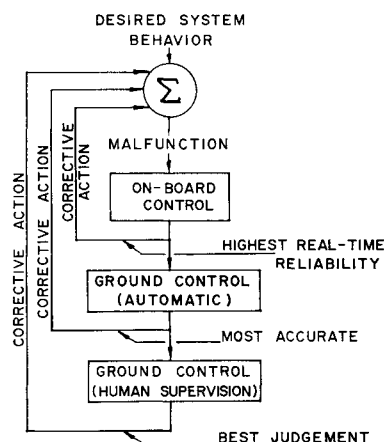 DESIRED SYSTEM
BEHAVIOR
Σ
MALFUNCTION
CORRECTIVE ACTION
CORRECTIVE ACTION
CORRECTIVE
ACTION
ON-BOARD
CONTROL
HIGHEST REAL-TIME
RELIABILITY
GROUND CONTROL
(AUTOMATIC)
MOST ACCURATE
GROUND CONTROL
(HUMAN SUPERVISION)
BEST JUDGEMENT